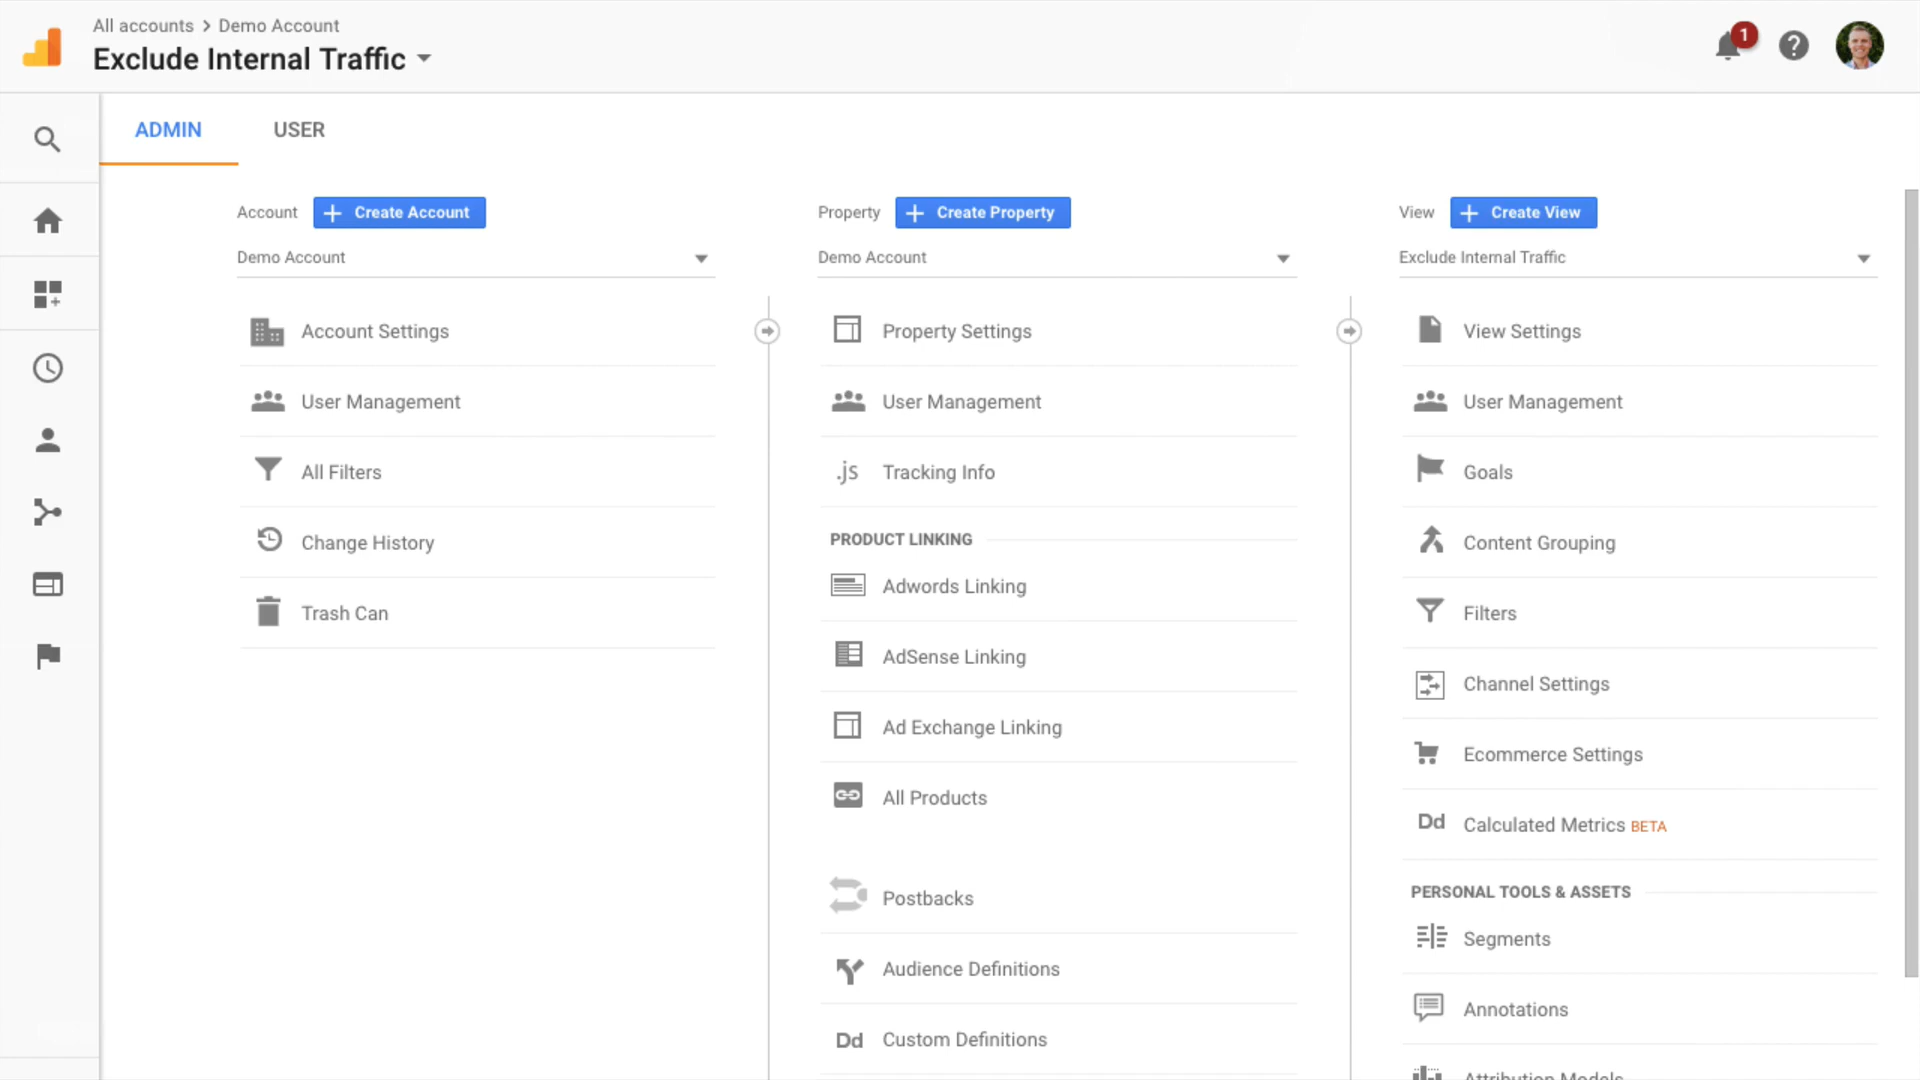 All accounts > Demo Account
Exclude Internal Traffic
1
?
ADMIN
USER
Account
+ Create Account
Demo Account
Account Settings
User Management
All Filters
Change History
Trash Can
Property
+ Create Property
Demo Account
Property Settings
User Management
.js Tracking Info
PRODUCT LINKING
Adwords Linking
AdSense Linking
Ad Exchange Linking
All Products
Postbacks
Audience Definitions
Dd Custom Definitions
View
+ Create View
Exclude Internal Traffic
View Settings
User Management
Goals
Content Grouping
Filters
Channel Settings
Ecommerce Settings
Dd Calculated Metrics BETA
PERSONAL TOOLS & ASSETS
Segments
Annotations
Attribution Models